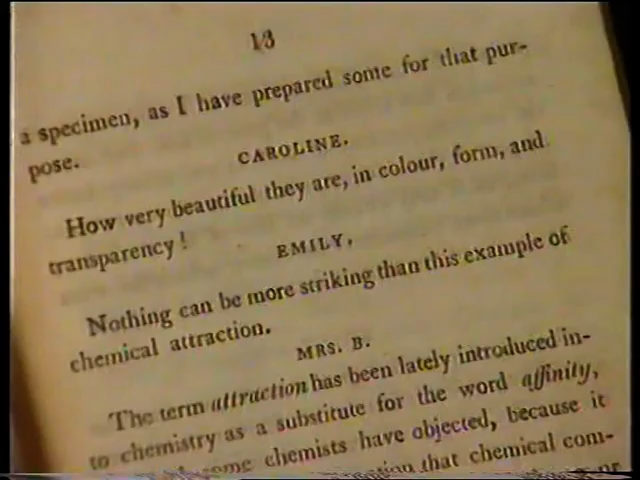 13
a specimen, as I have prepared some for that pur-
pose.
CAROLINE.
How very beautiful they are, in colour, form, and
transparency!
EMILY.
Nothing can be more striking than this example of
chemical attraction.
MRS. B.
The term attraction has been lately introduced in-
to chemistry as a substitute for the word affinity,
some chemists have objected, because it
that chemical com-